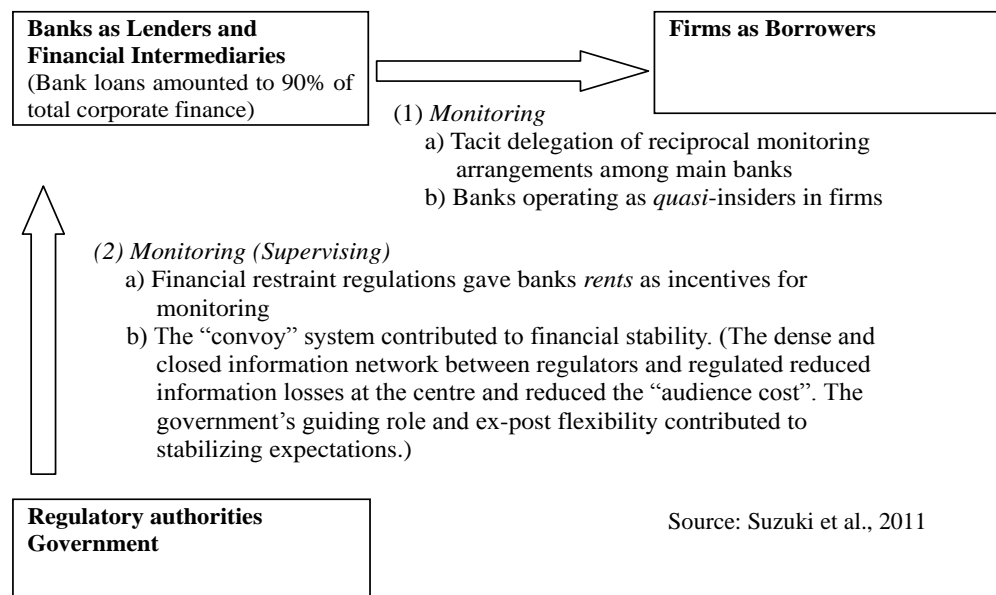 Banks as Lenders and
Financial Intermediaries
(Bank loans amounted to 90% of
total corporate finance)
Firms as Borrowers
(1) Monitoring
a) Tacit delegation of reciprocal monitoring
arrangements among main banks
b) Banks operating as quasi-insiders in firms
(2) Monitoring (Supervising)
a) Financial restraint regulations gave banks rents as incentives for
monitoring
b) The “convoy” system contributed to financial stability. (The dense and
closed information network between regulators and regulated reduced
information losses at the centre and reduced the “audience cost”. The
government’s guiding role and ex-post flexibility contributed to
stabilizing expectations.)
Regulatory authorities
Government
Source: Suzuki et al., 2011